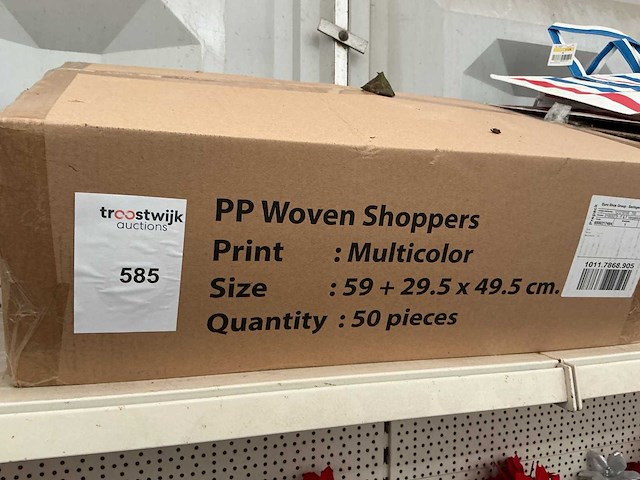 troostwijk
auctions
585
PP Woven Shoppers
Print : Multicolor
Size : 59 + 29.5 x 49.5 cm.
Quantity : 50 pieces
1011.7868.905